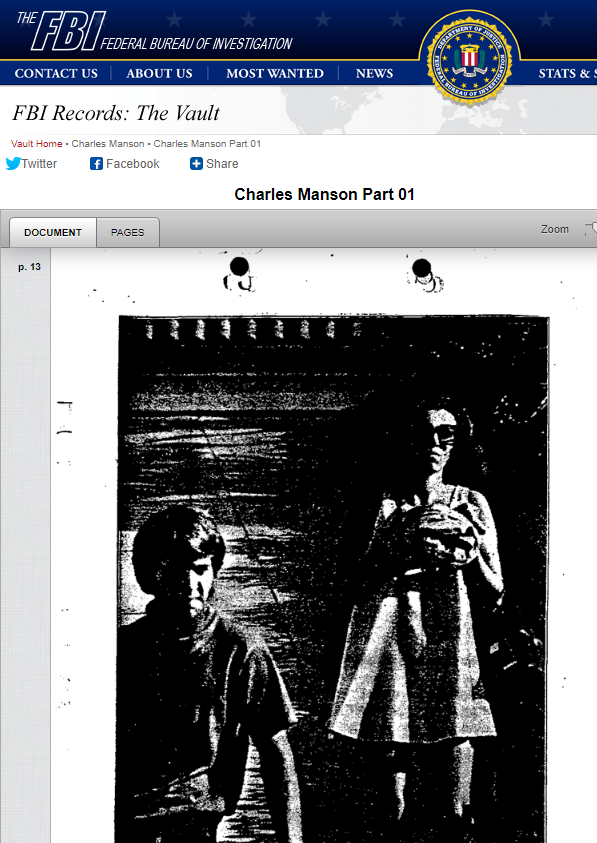 THE
FBI FEDERAL BUREAU OF INVESTIGATION
CONTACT US ABOUT US MOST WANTED NEWS STATS &
DEPARTMENT OF JUSTICE
FEDERAL BUREAU OF INVESTIGATION
FBI Records: The Vault
Vault Home • Charles Manson • Charles Manson Part 01
Twitter Facebook Share
Charles Manson Part 01
DOCUMENT PAGES Zoom
p. 13